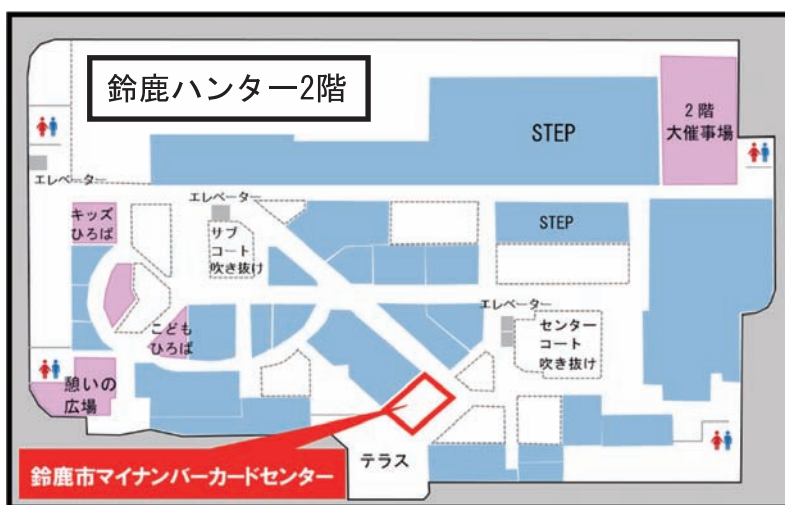 鈴鹿ハンター2階
STEP
2階
大催事場
エレベーター
エレベーター
キッズ
ひろば
サブ
コート
吹き抜け
STEP
エレベーター
こども
ひろば
センター
コート
吹き抜け
憩いの
広場
テラス
鈴鹿市マイナンバーカードセンター